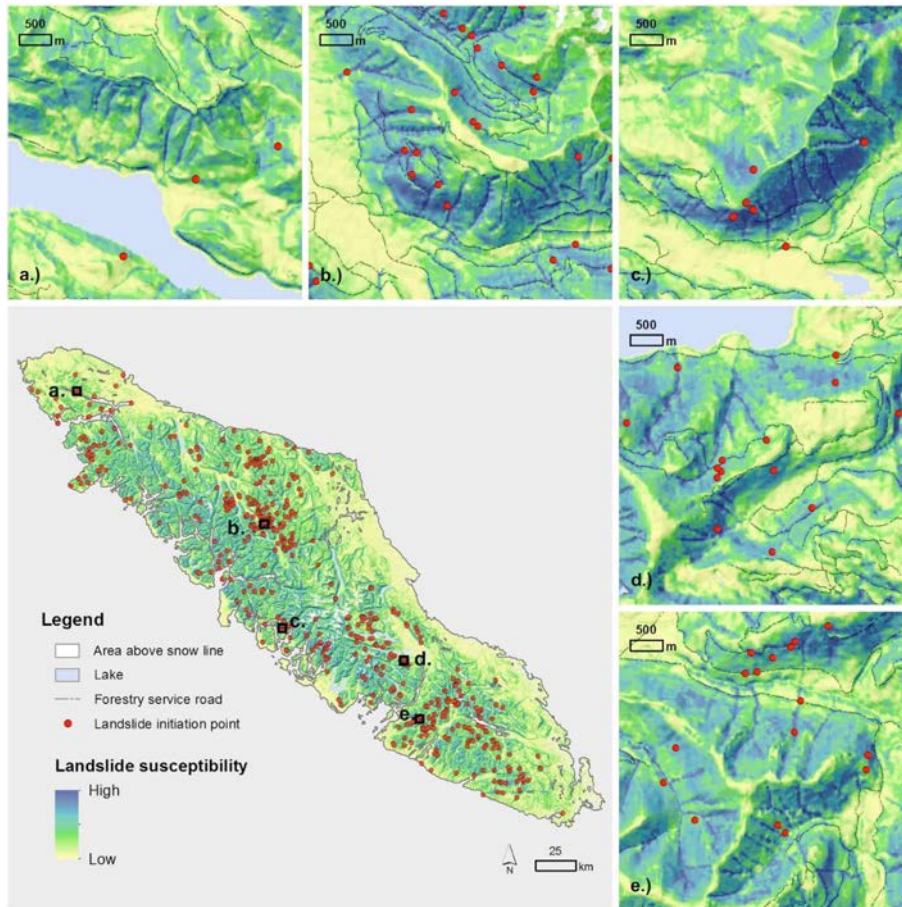 500
m
a.)
500
m
b.)
500
m
c.)
a.
b.
c.
d.
e.
Legend
Area above snow line
Lake
Forestry service road
Landslide initiation point
Landslide susceptibility
High
Low
N
25
km
500
m
d.)
500
m
e.)